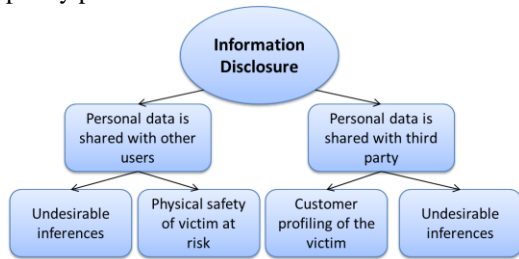 Information
Disclosure
Personal data is
shared with other
users
Personal data is
shared with third
party
Undesirable
inferences
Physical safety
of victim at
risk
Customer
profiling of the
victim
Undesirable
inferences